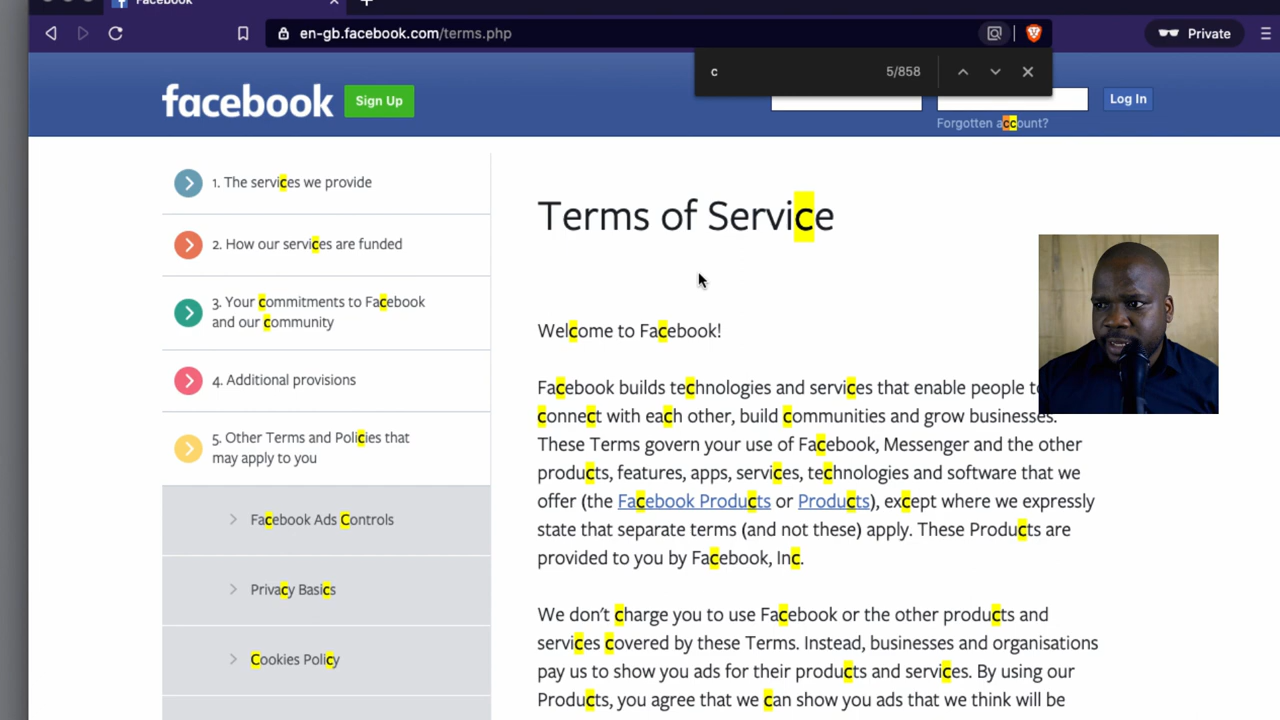 Facebook
en-gb.facebook.com/terms.php
Private
c
5/858
facebook
Sign Up
Log In
Forgotten account?
1. The services we provide
2. How our services are funded
3. Your commitments to Facebook
and our community
4. Additional provisions
5. Other Terms and Policies that
may apply to you
Facebook Ads Controls
Privacy Basics
Cookies Policy
Terms of Service
Welcome to Facebook!
Facebook builds technologies and services that enable people
connect with each other, build communities and grow businesses.
These Terms govern your use of Facebook, Messenger and the other
products, features, apps, services, technologies and software that we
offer (the Facebook Products or Products), except where we expressly
state that separate terms (and not these) apply. These Products are
provided to you by Facebook, Inc.
We don't charge you to use Facebook or the other products and
services covered by these Terms. Instead, businesses and organisations
pay us to show you ads for their products and services. By using our
Products, you agree that we can show you ads that we think will be